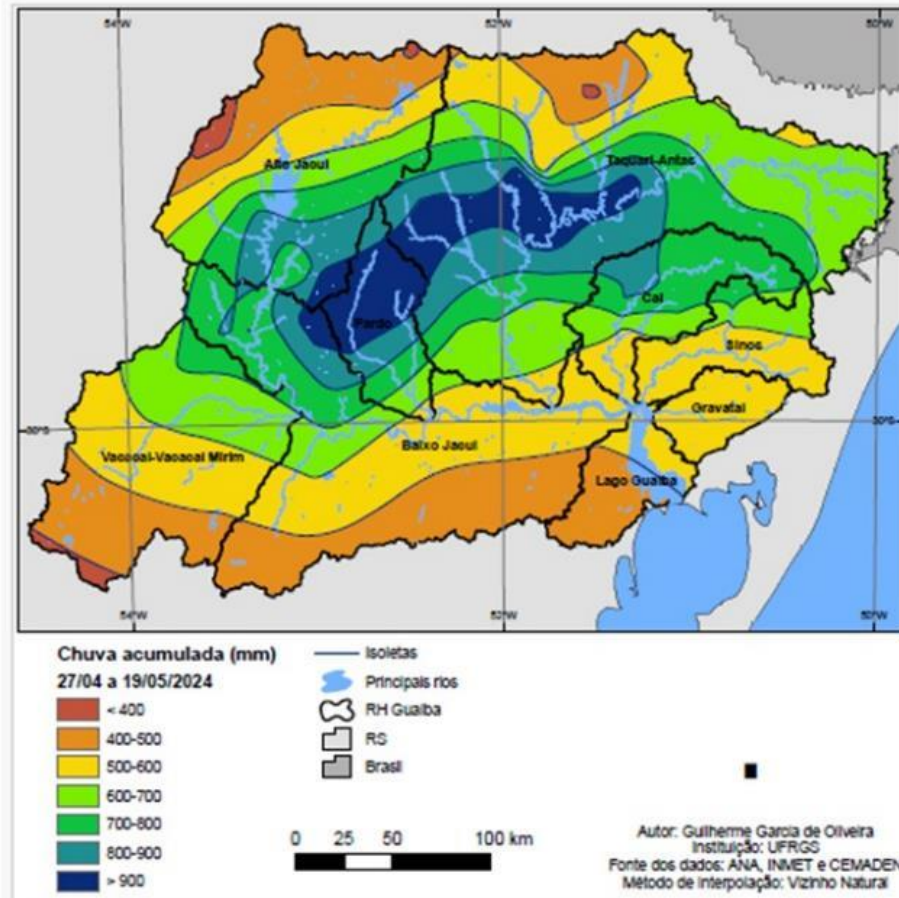 54°W 52°W 50°W
Alto Jacuí
Taquari-Antas
Pardo
Caí
Sinos
Gravataí
30°S 30°S
Baixo Jacuí
Vacacaí-Vacacaí Mirim
Lago Guaíba
54°W 52°W 50°W
Chuva acumulada (mm)
27/04 a 19/05/2024
< 400
400-500
500-600
600-700
700-800
800-900
> 900
Isoietas
Principais rios
RH Guaíba
RS
Brasil
0 25 50 100 km
Autor: Guilherme Garcia de Oliveira
Instituição: UFRGS
Fonte dos dados: ANA, INMET e CEMADEN
Método de Interpolação: Vizinho Natural